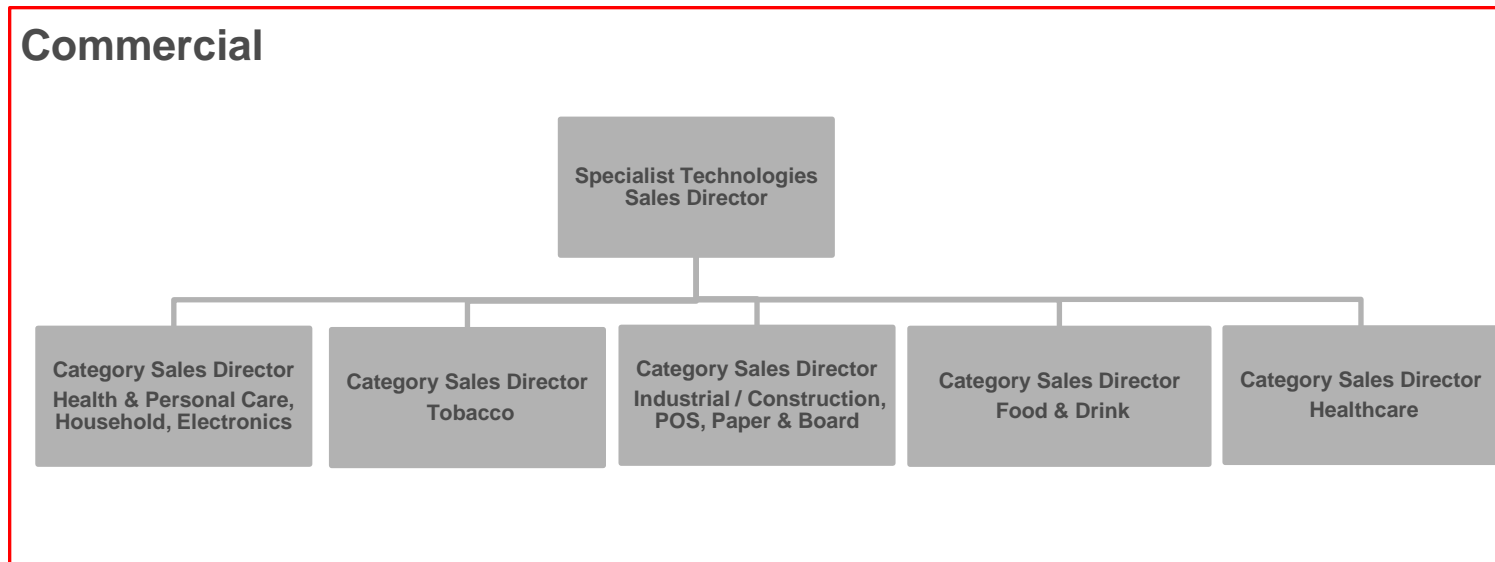 Commercial
Specialist Technologies
Sales Director
Category Sales Director
Health & Personal Care,
Household, Electronics
Category Sales Director
Tobacco
Category Sales Director
Industrial / Construction,
POS, Paper & Board
Category Sales Director
Food & Drink
Category Sales Director
Healthcare